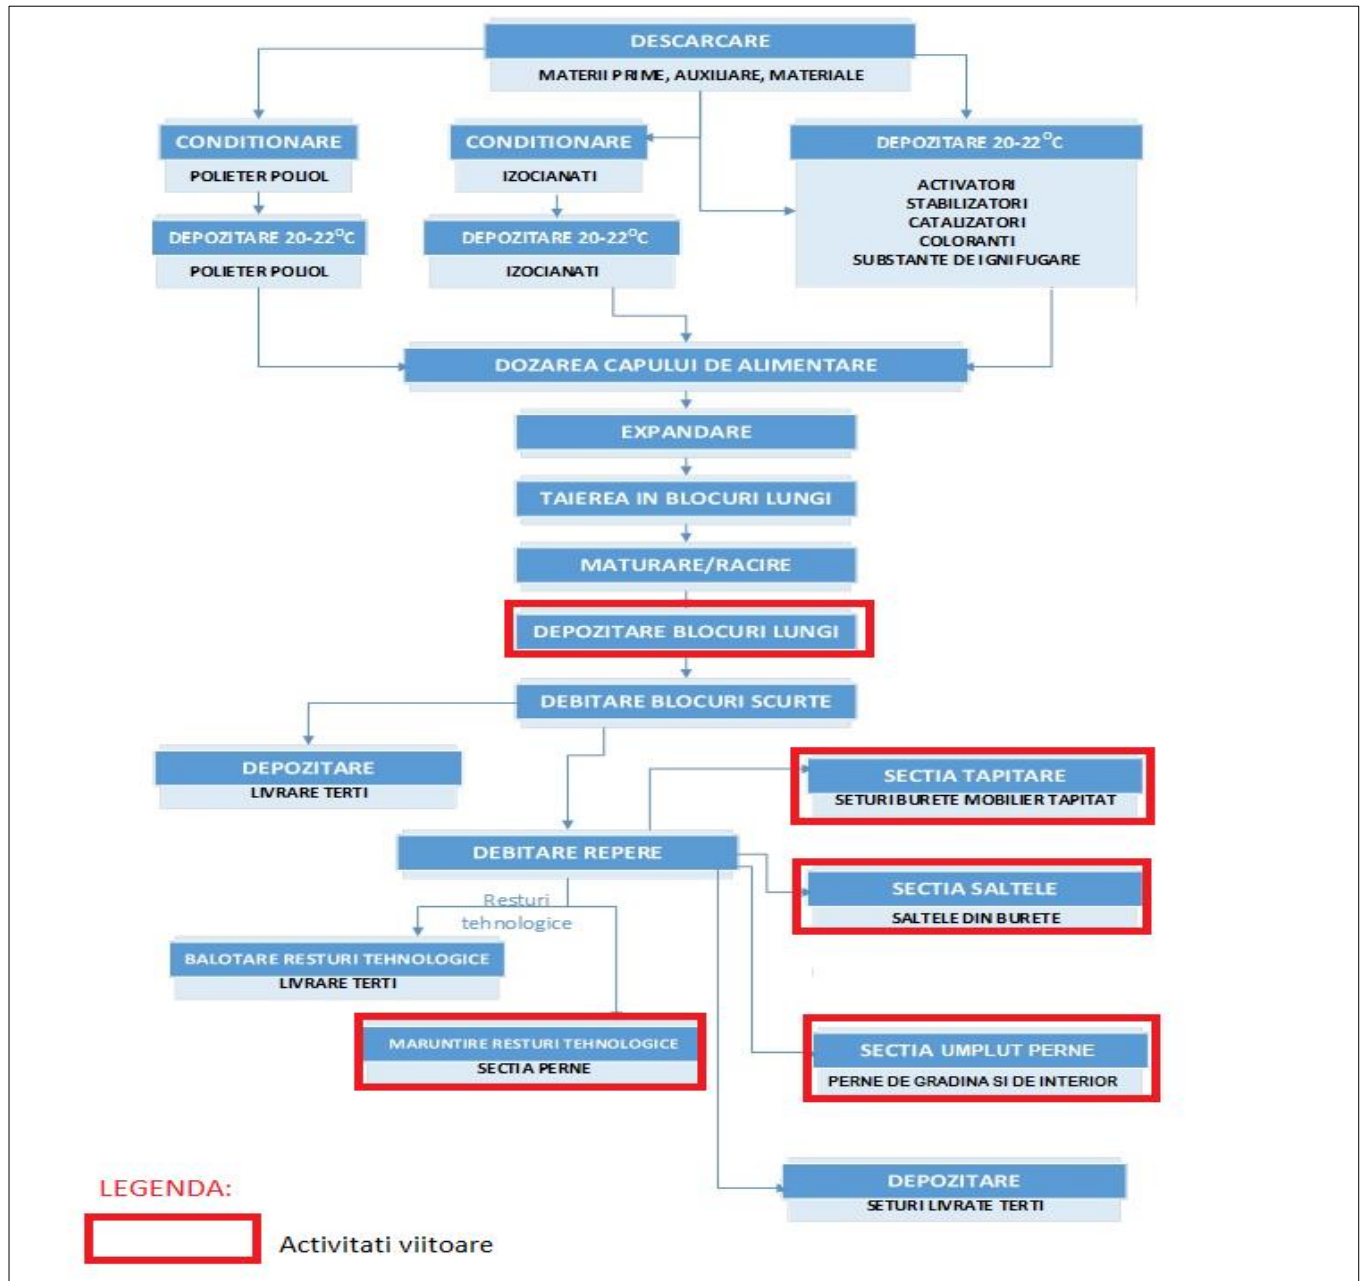 DESCARCARE
MATERII PRIME, AUXILIARE, MATERIALE
CONDITIONARE
POLIETER POLIOL
CONDITIONARE
IZOCIANATI
DEPOZITARE 20-22°C
ACTIVATORI
STABILIZATORI
CATALIZATORI
COLORANTI
SUBSTANTE DE IGNIFUGARE
DEPOZITARE 20-22°C
POLIETER POLIOL
DEPOZITARE 20-22°C
IZOCIANATI
DOZAREA CAPULUI DE ALIMENTARE
EXPANDARE
TAIEREA IN BLOCURI LUNGI
MATURARE/RACIRE
DEPOZITARE BLOCURI LUNGI
DEBITARE BLOCURI SCURTE
DEPOZITARE
LIVRARE TERTI
SECTIA TAPITARE
SETURI BURETE MOBILIER TAPITAT
DEBITARE REPERE
SECTIA SALTELE
SALTELE DIN BURETE
Resturi
tehnologice
BALOTARE RESTURI TEHNOLOGICE
LIVRARE TERTI
MARUNTIRE RESTURI TEHNOLOGICE
SECTIA PERNE
SECTIA UMPLUT PERNE
PERNE DE GRADINA SI DE INTERIOR
DEPOZITARE
SETURI LIVRATE TERTI
LEGENDA:
Activitati viitoare